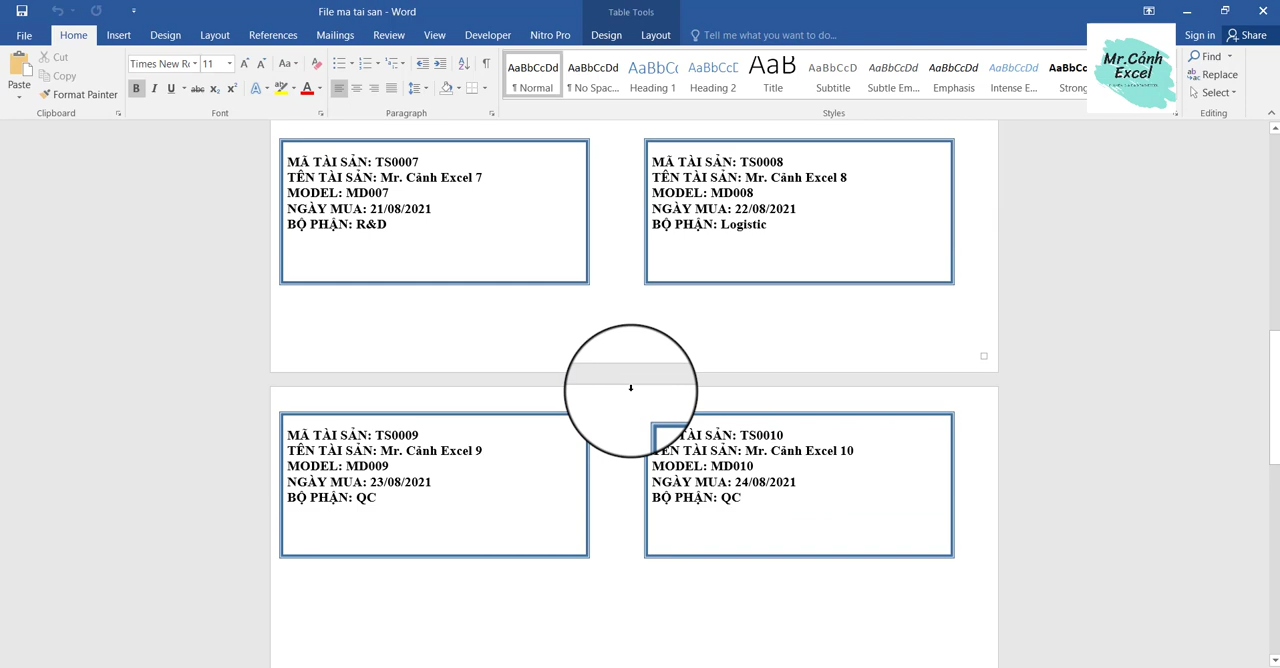 File ma tai san - Word
Table Tools
File Home Insert Design Layout References Mailings Review View Developer Nitro Pro Design Layout Tell me what you want to do... Sign in Share
Paste
Cut
Copy
Format Painter
Clipboard
Times New Ro 11
Font
Paragraph
AaBbCcDd AaBbCcDd AaBbCc AaBbCcD AaB AaBbCcD AaBbCcDd AaBbCcDd AaBbCcDd AaBbCc
¶ Normal ¶ No Spac... Heading 1 Heading 2 Title Subtitle Subtle Em... Emphasis Intense E... Strong
Styles
Mr.Cảnh
Excel
Find
Replace
Select
Editing
MÃ TÀI SẢN: TS0007
TÊN TÀI SẢN: Mr. Cảnh Excel 7
MODEL: MD007
NGÀY MUA: 21/08/2021
BỘ PHẬN: R&D
MÃ TÀI SẢN: TS0008
TÊN TÀI SẢN: Mr. Cảnh Excel 8
MODEL: MD008
NGÀY MUA: 22/08/2021
BỘ PHẬN: Logistic
MÃ TÀI SẢN: TS0009
TÊN TÀI SẢN: Mr. Cảnh Excel 9
MODEL: MD009
NGÀY MUA: 23/08/2021
BỘ PHẬN: QC
TÀI SẢN: TS0010
TÊN TÀI SẢN: Mr. Cảnh Excel 10
MODEL: MD010
NGÀY MUA: 24/08/2021
BỘ PHẬN: QC